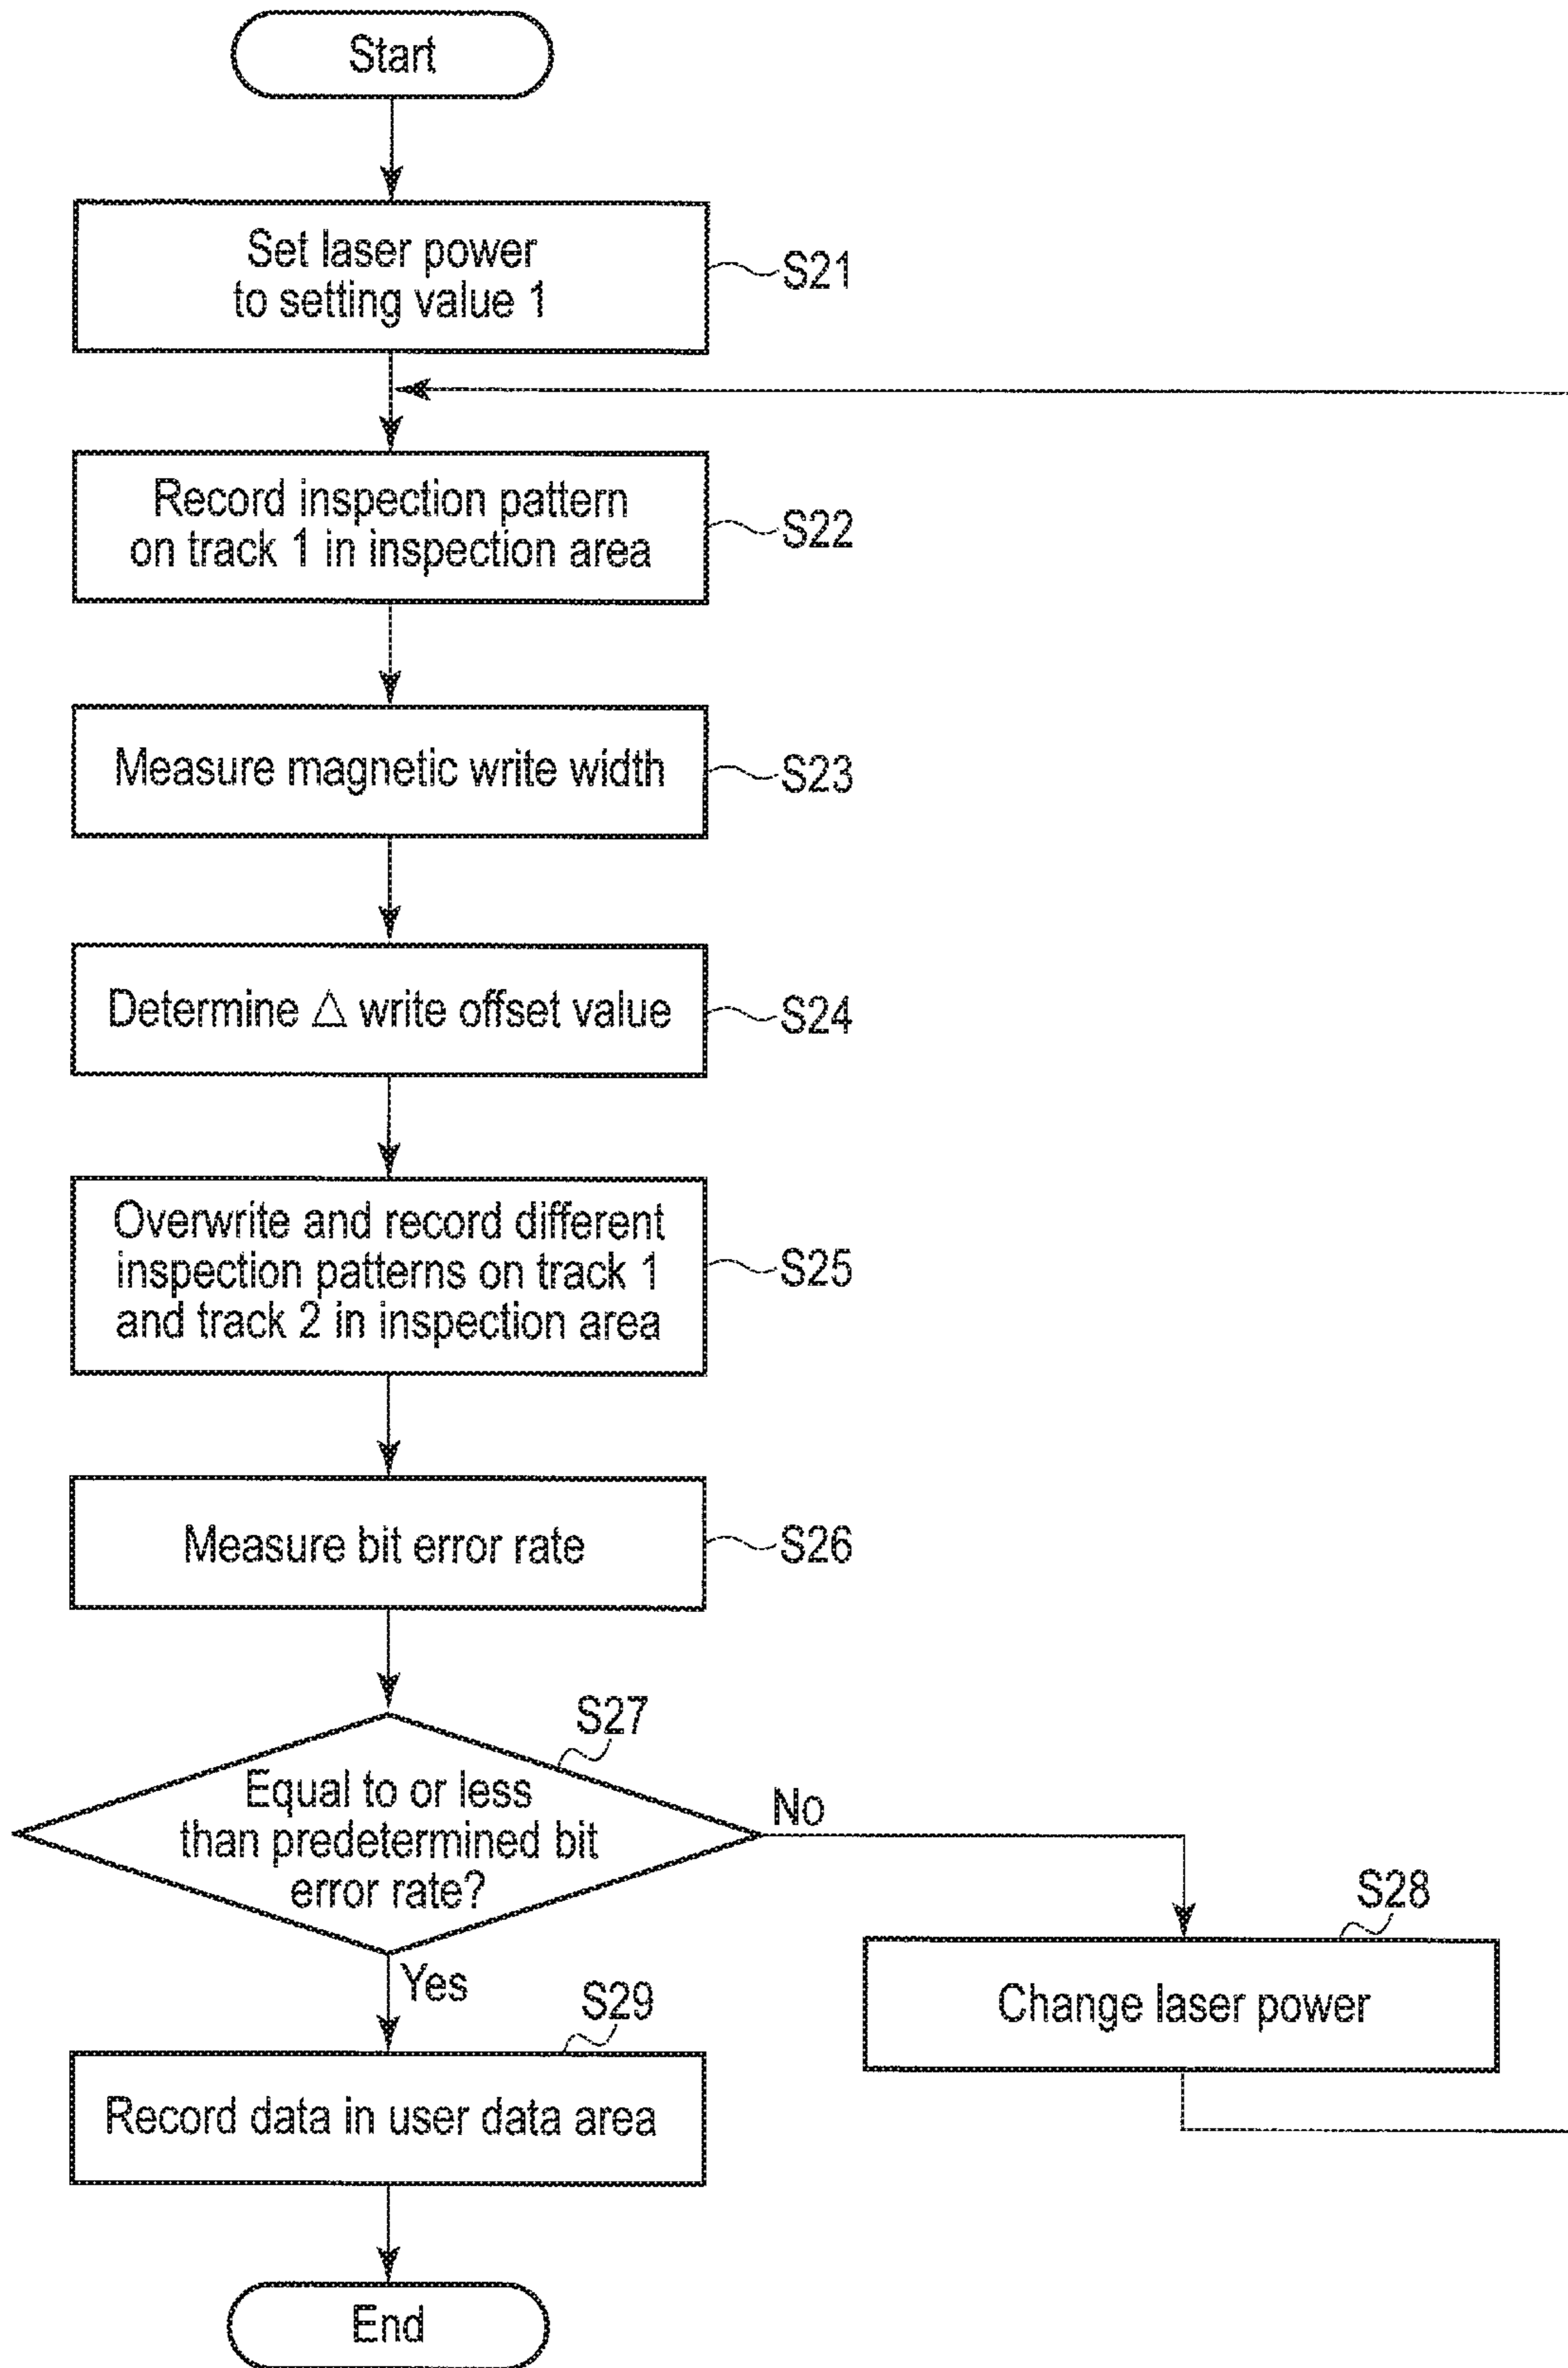 Start
Set laser power
to setting value 1
S21
Record inspection pattern
on track 1 in inspection area
S22
Measure magnetic write width
S23
Determine △ write offset value
S24
Overwrite and record different
inspection patterns on track 1
and track 2 in inspection area
S25
Measure bit error rate
S26
S27
Equal to or less
than predetermined bit
error rate?
No
S28
Change laser power
Yes
S29
Record data in user data area
End